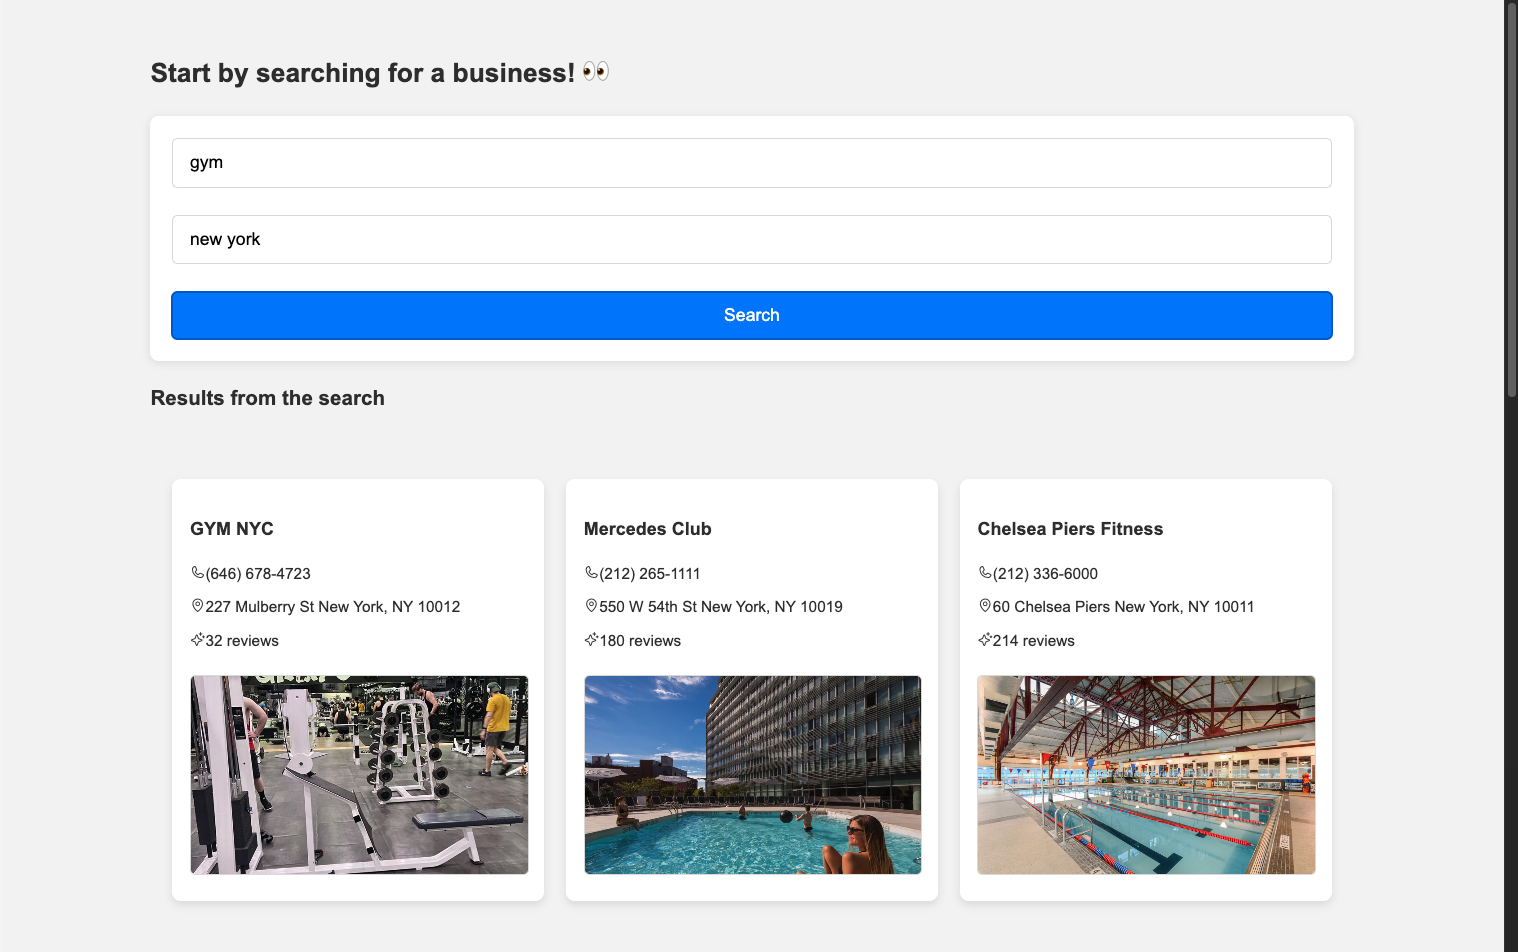 Start by searching for a business! 👀
gym
new york
Search
Results from the search
GYM NYC
(646) 678-4723
227 Mulberry St New York, NY 10012
32 reviews
Mercedes Club
(212) 265-1111
550 W 54th St New York, NY 10019
180 reviews
Chelsea Piers Fitness
(212) 336-6000
60 Chelsea Piers New York, NY 10011
214 reviews